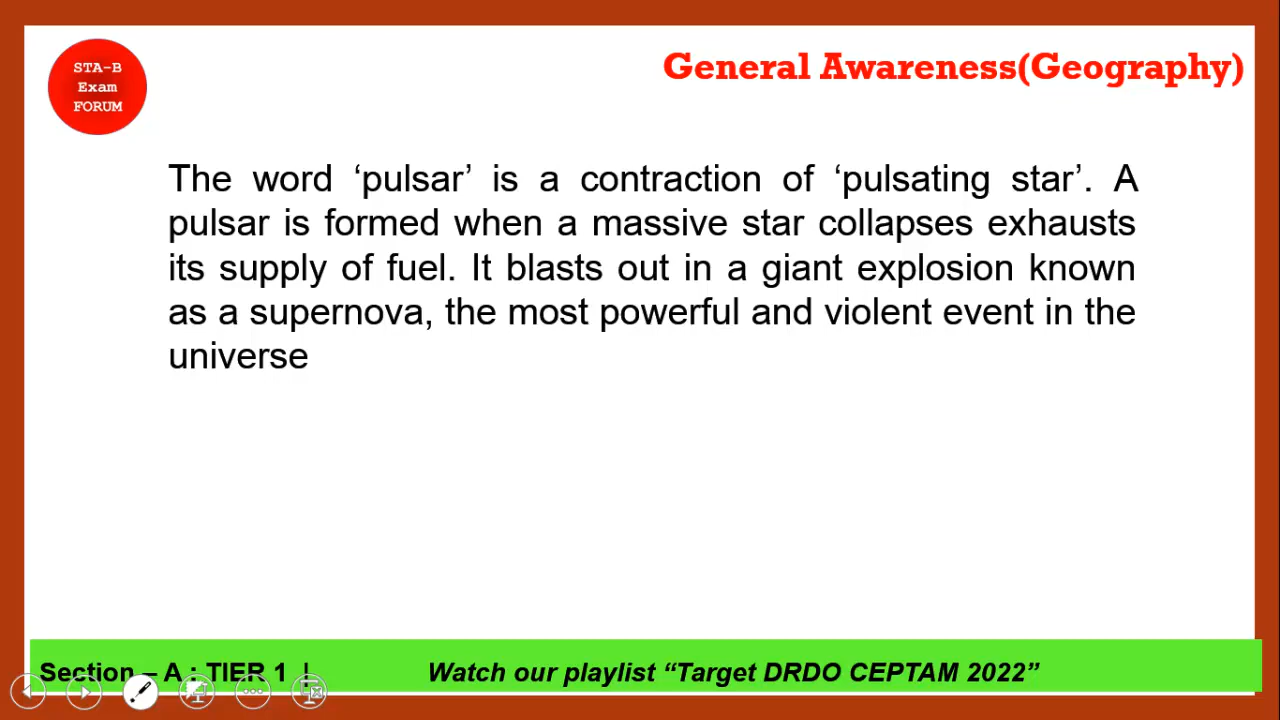 STA-B
Exam
FORUM
General Awareness(Geography)
The word ‘pulsar’ is a contraction of ‘pulsating star’. A
pulsar is formed when a massive star collapses exhausts
its supply of fuel. It blasts out in a giant explosion known
as a supernova, the most powerful and violent event in the
universe
Section – A : TIER 1 | Watch our playlist “Target DRDO CEPTAM 2022”